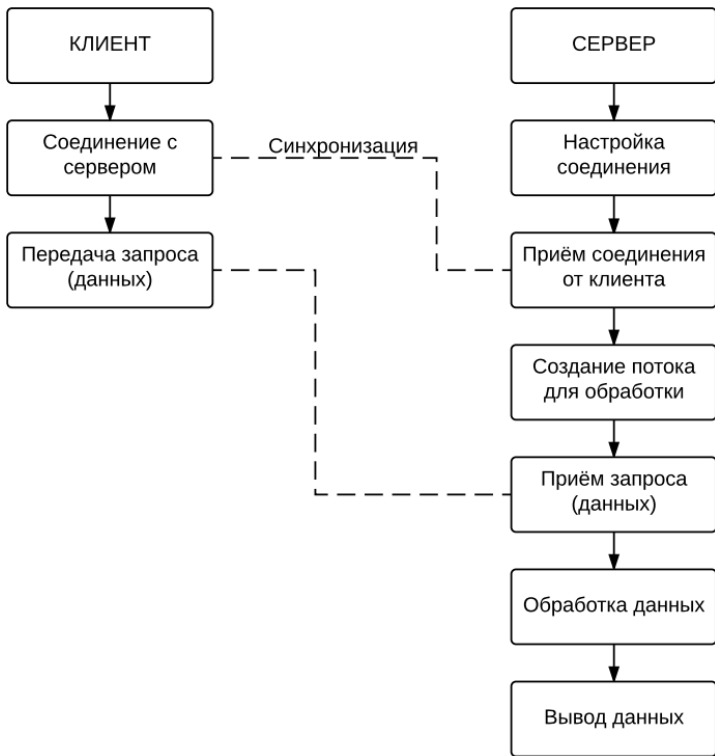 КЛИЕНТ
СЕРВЕР
Соединение с
сервером
Синхронизация
Настройка
соединения
Передача запроса
(данных)
Приём соединения
от клиента
Создание потока
для обработки
Приём запроса
(данных)
Обработка данных
Вывод данных